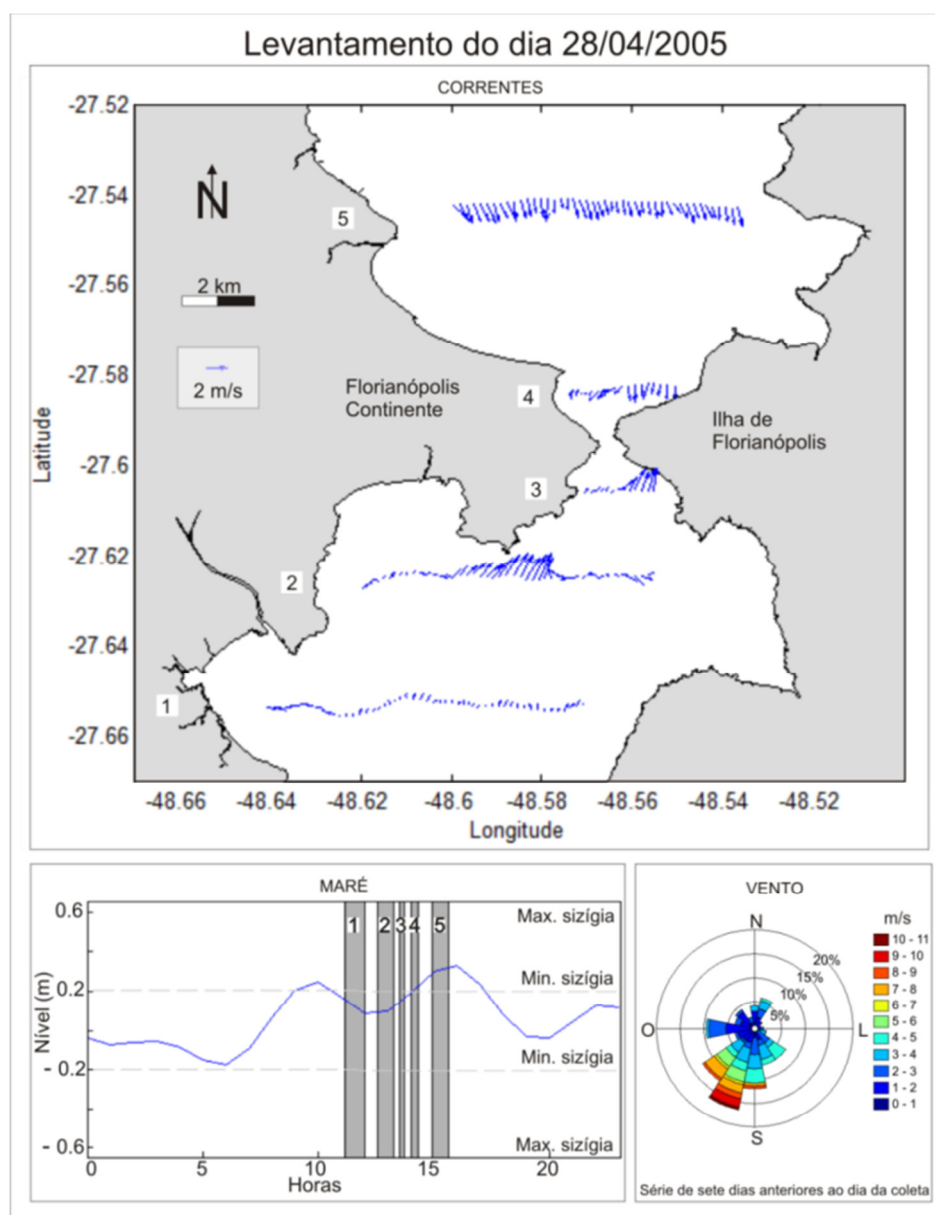 Levantamento do dia 28/04/2005
CORRENTES
-27.52
-27.54
-27.56
-27.58
-27.6
-27.62
-27.64
-27.66
Latitude
N
2 km
2 m/s
5
Florianópolis
Continente
4
Ilha de
Florianópolis
3
2
1
-48.66 -48.64 -48.62 -48.6 -48.58 -48.56 -48.54 -48.52
Longitude
MARÉ
0.6
0.2
- 0.2
- 0.6
Nível (m)
1 2 3 4 5
Max. sizígia
Min. sizígia
Min. sizígia
Max. sizígia
0 5 10 15 20
Horas
VENTO
N
O
L
S
20%
15%
10%
5%
m/s
10 - 11
9 - 10
8 - 9
7 - 8
6 - 7
5 - 6
4 - 5
3 - 4
2 - 3
1 - 2
0 - 1
Série de sete dias anteriores ao dia da coleta